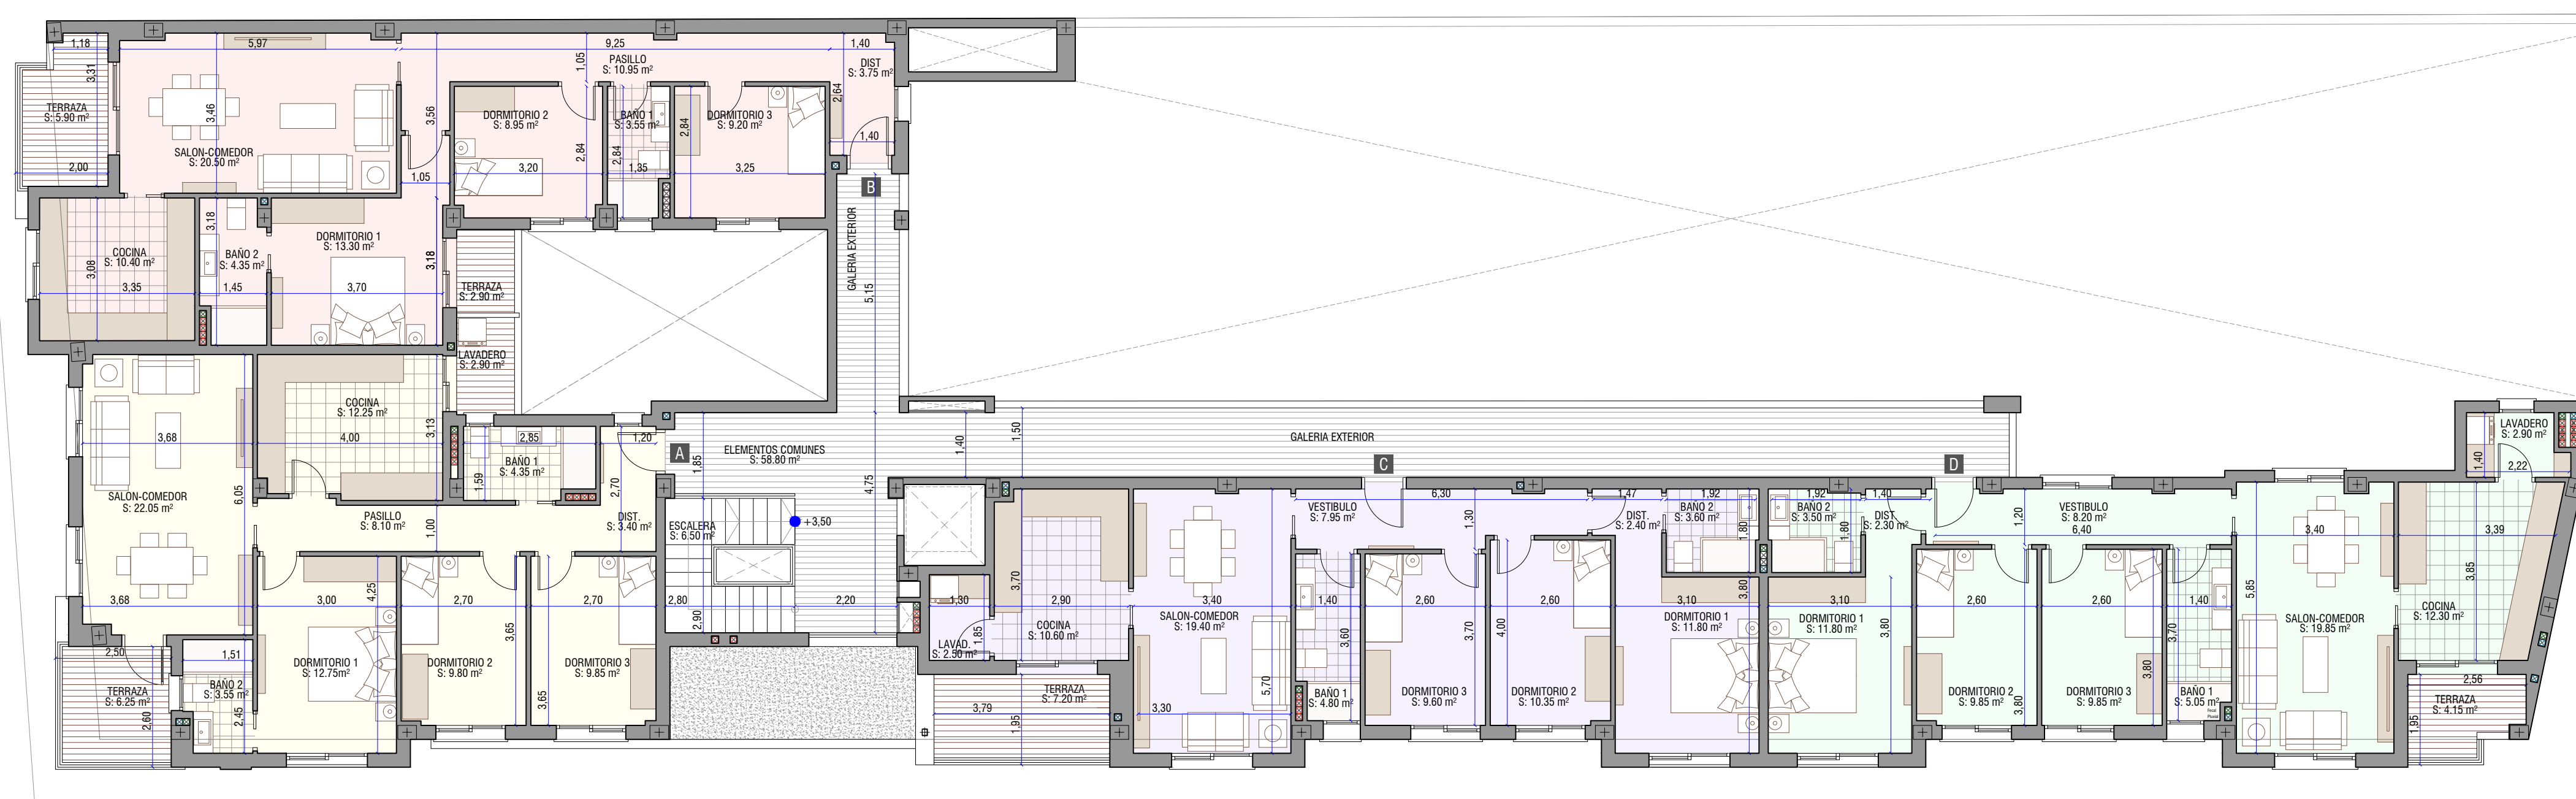 1,18
5,97
9,25
1,40
3,31
TERRAZA
S: 5.90 m²
2,00
3,46
SALON-COMEDOR
S: 20.50 m²
3,56
1,05
1,05
PASILLO
S: 10.95 m²
DIST
S: 3.75 m²
2,64
1,40
DORMITORIO 2
S: 8.95 m²
2,84
3,20
BAÑO 1
S: 3.55 m²
2,84
1,35
2,84
DORMITORIO 3
S: 9.20 m²
3,25
B
GALERIA EXTERIOR
5,15
COCINA
S: 10.40 m²
3,08
3,35
3,18
BAÑO 2
S: 4.35 m²
1,45
DORMITORIO 1
S: 13.30 m²
3,18
3,70
TERRAZA
S: 2.90 m²
LAVADERO
S: 2.90 m²
3,68
SALON-COMEDOR
S: 22.05 m²
6,05
3,68
COCINA
S: 12.25 m²
4,00
3,13
2,85
BAÑO 1
S: 4.35 m²
1,59
1,20
2,70
DIST.
S: 3.40 m²
PASILLO
S: 8.10 m²
1,00
A
1,85
ELEMENTOS COMUNES
S: 58.80 m²
4,75
1,40
1,50
GALERIA EXTERIOR
ESCALERA
S: 6.50 m²
+3,50
2,80
2,90
2,20
2,50
TERRAZA
S: 6.25 m²
2,60
1,51
BAÑO 2
S: 3.55 m²
2,45
3,00
4,25
DORMITORIO 1
S: 12.75m²
2,70
3,65
DORMITORIO 2
S: 9.80 m²
2,70
3,65
DORMITORIO 3
S: 9.85 m²
1,30
1,85
LAVAD.
S: 2.50 m²
3,70
2,90
COCINA
S: 10.60 m²
TERRAZA
S: 7.20 m²
3,79
1,95
3,40
SALON-COMEDOR
S: 19.40 m²
5,70
3,30
C
6,30
VESTIBULO
S: 7.95 m²
1,30
1,47
DIST.
S: 2.40 m²
1,92
BAÑO 2
S: 3.60 m²
1,80
1,40
3,60
BAÑO 1
S: 4.80 m²
2,60
3,70
DORMITORIO 3
S: 9.60 m²
2,60
4,00
DORMITORIO 2
S: 10.35 m²
3,80
3,10
DORMITORIO 1
S: 11.80 m²
D
1,92
BAÑO 2
S: 3.50 m²
1,80
1,40
DIST.
S: 2.30 m²
3,10
DORMITORIO 1
S: 11.80 m²
3,80
1,20
VESTIBULO
S: 8.20 m²
6,40
2,60
DORMITORIO 2
S: 9.85 m²
3,80
2,60
DORMITORIO 3
S: 9.85 m²
3,80
1,40
3,70
BAÑO 1
S: 5.05 m²
3,40
5,85
SALON-COMEDOR
S: 19.85 m²
LAVADERO
S: 2.90 m²
1,40
2,22
3,39
3,85
COCINA
S: 12.30 m²
2,56
TERRAZA
S: 4.15 m²
1,95